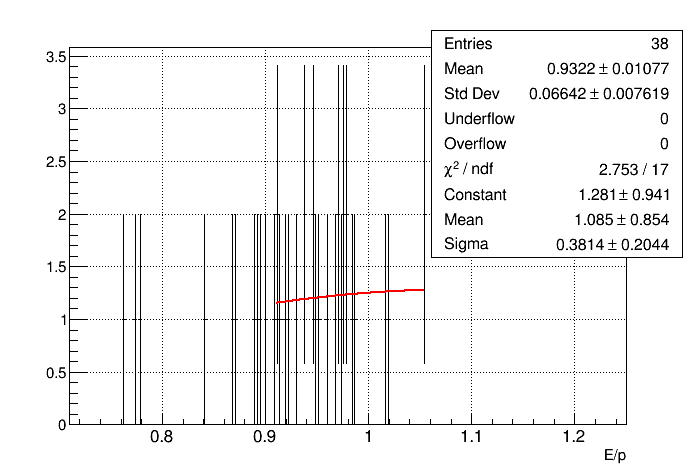 Entries 38
Mean 0.9322 ± 0.01077
Std Dev 0.06642 ± 0.007619
Underflow 0
Overflow 0
χ² / ndf 2.753 / 17
Constant 1.281 ± 0.941
Mean 1.085 ± 0.854
Sigma 0.3814 ± 0.2044
3.5
3
2.5
2
1.5
1
0.5
0
0.8 0.9 1 1.1 1.2
E/p